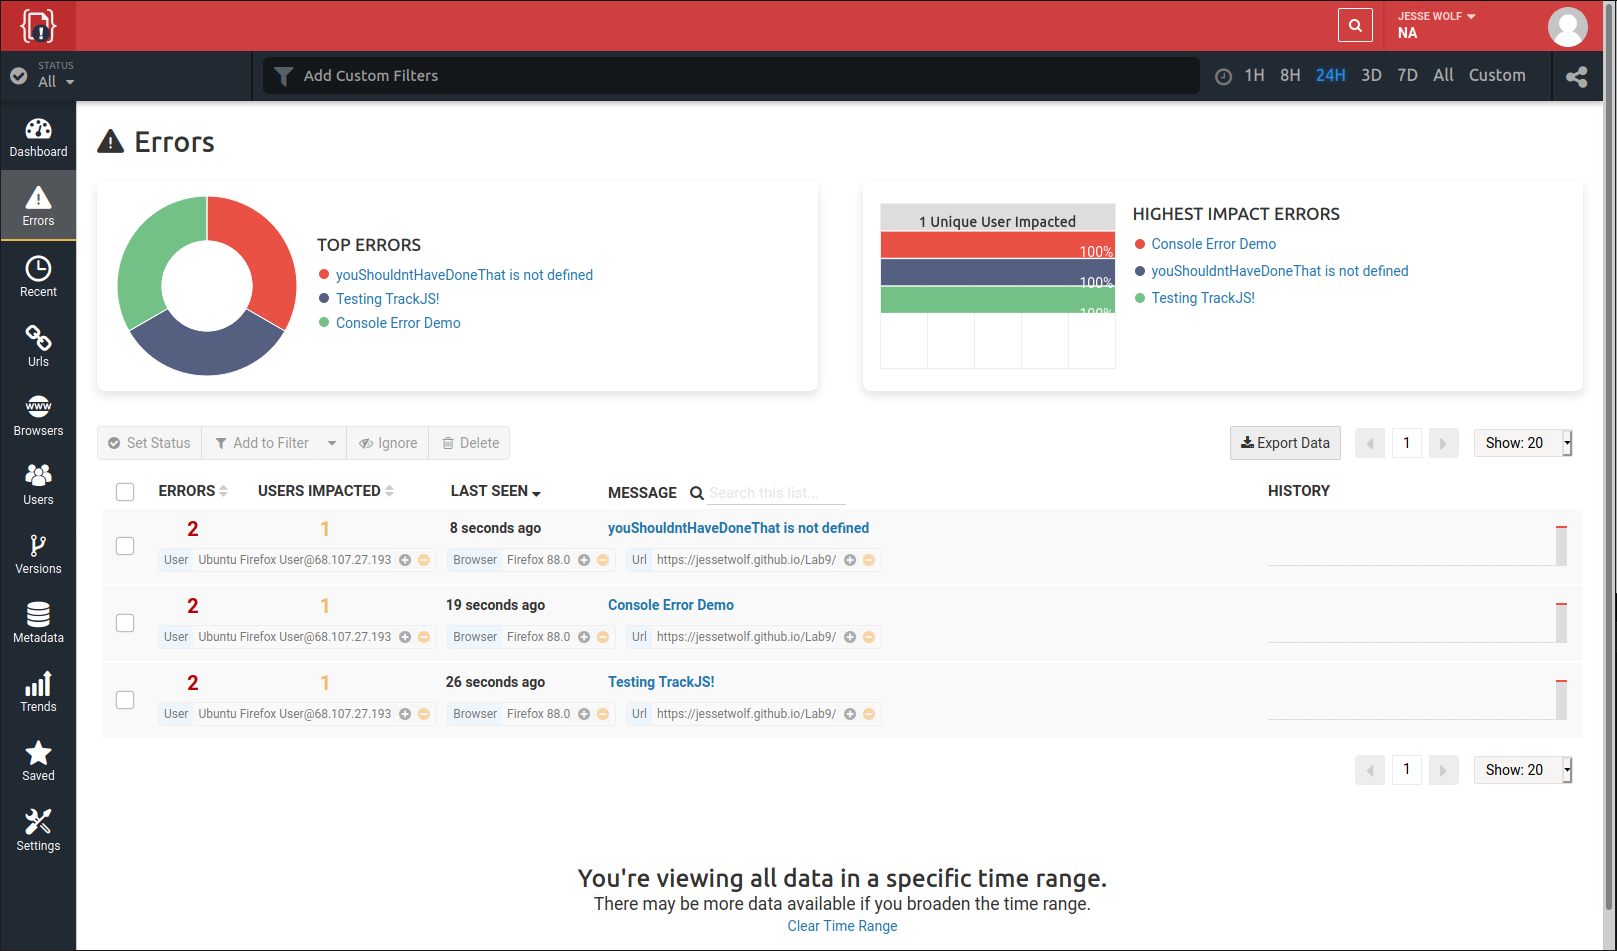 JESSE WOLF
NA
STATUS
All
Add Custom Filters
1H 8H 24H 3D 7D All Custom
Dashboard
Errors
Recent
Urls
WWW
Browsers
Users
Versions
Metadata
Trends
Saved
Settings
Errors
TOP ERRORS
youShouldntHaveDoneThat is not defined
Testing TrackJS!
Console Error Demo
1 Unique User Impacted
100%
100%
100%
HIGHEST IMPACT ERRORS
Console Error Demo
youShouldntHaveDoneThat is not defined
Testing TrackJS!
Set Status Add to Filter Ignore Delete
Export Data 1 Show: 20
ERRORS USERS IMPACTED LAST SEEN MESSAGE Search this list... HISTORY
2 1 8 seconds ago youShouldntHaveDoneThat is not defined
User Ubuntu Firefox User@68.107.27.193 Browser Firefox 88.0 Url https://jessetwolf.github.io/Lab9/
2 1 19 seconds ago Console Error Demo
User Ubuntu Firefox User@68.107.27.193 Browser Firefox 88.0 Url https://jessetwolf.github.io/Lab9/
2 1 26 seconds ago Testing TrackJS!
User Ubuntu Firefox User@68.107.27.193 Browser Firefox 88.0 Url https://jessetwolf.github.io/Lab9/
1 Show: 20
You're viewing all data in a specific time range.
There may be more data available if you broaden the time range.
Clear Time Range